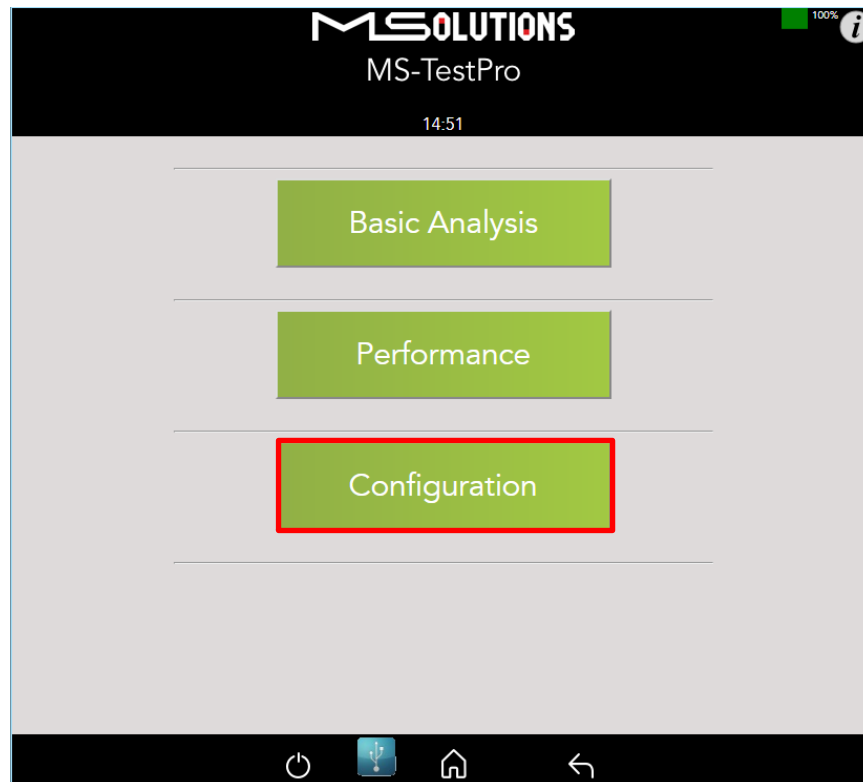 MSOLUTIONS
100%
i
MS-TestPro
14:51
Basic Analysis
Performance
Configuration